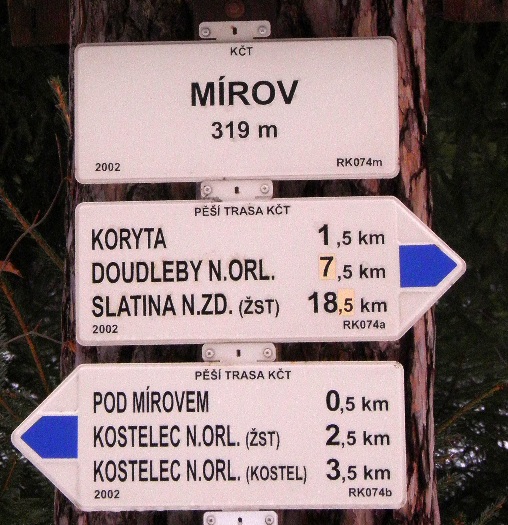 KČT
MÍROV
319 m
2002 RK074m
PĚŠÍ TRASA KČT
KORYTA 1,5 km
DOUDLEBY N.ORL. 7,5 km
SLATINA N.ZD. (ŽST) 18,5 km
2002 RK074a
PĚŠÍ TRASA KČT
POD MÍROVEM 0,5 km
KOSTELEC N.ORL. (ŽST) 2,5 km
KOSTELEC N.ORL. (KOSTEL) 3,5 km
2002 RK074b